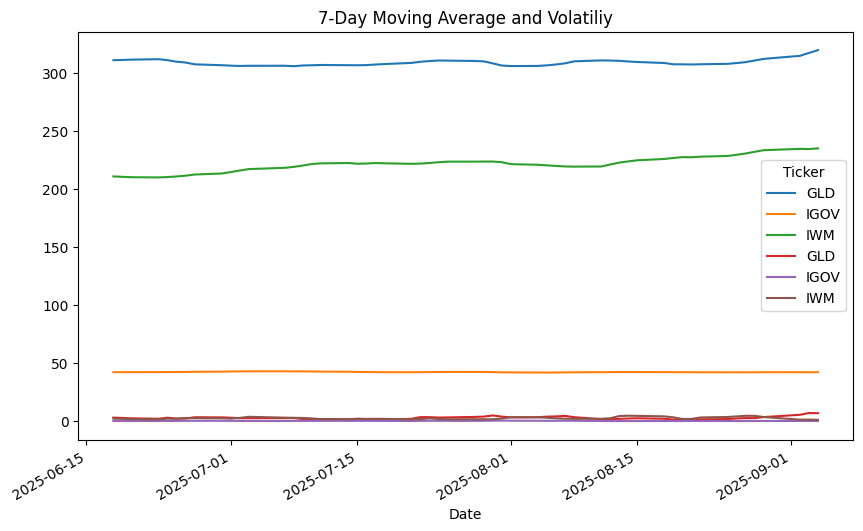 7-Day Moving Average and Volatiliy
300
250
200
150
100
50
0
Ticker
GLD
IGOV
IWM
GLD
IGOV
IWM
2025-06-15
2025-07-01
2025-07-15
2025-08-01
2025-08-15
2025-09-01
Date